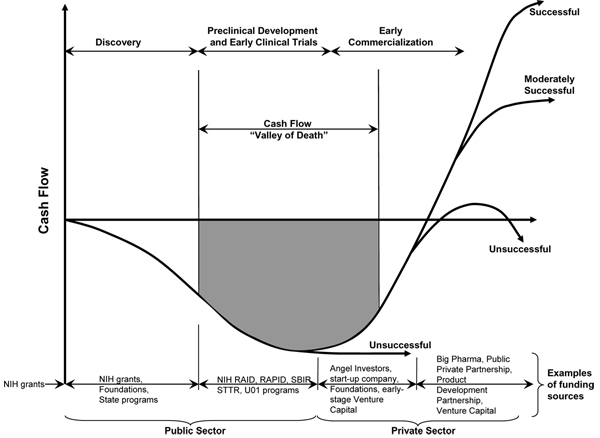 Successful
Discovery
Preclinical Development
and Early Clinical Trials
Early
Commercialization
Moderately
Successful
Cash Flow
"Valley of Death"
Cash Flow
Unsuccessful
Unsuccessful
NIH grants
NIH grants,
Foundations,
State programs
NIH RAID, RAPID, SBIR
STTR, U01 programs
Angel Investors,
start-up company,
Foundations, early-
stage Venture
Capital
Big Pharma, Public
Private Partnership,
Product
Development
Partnership,
Venture Capital
Examples
of funding
sources
Public Sector
Private Sector